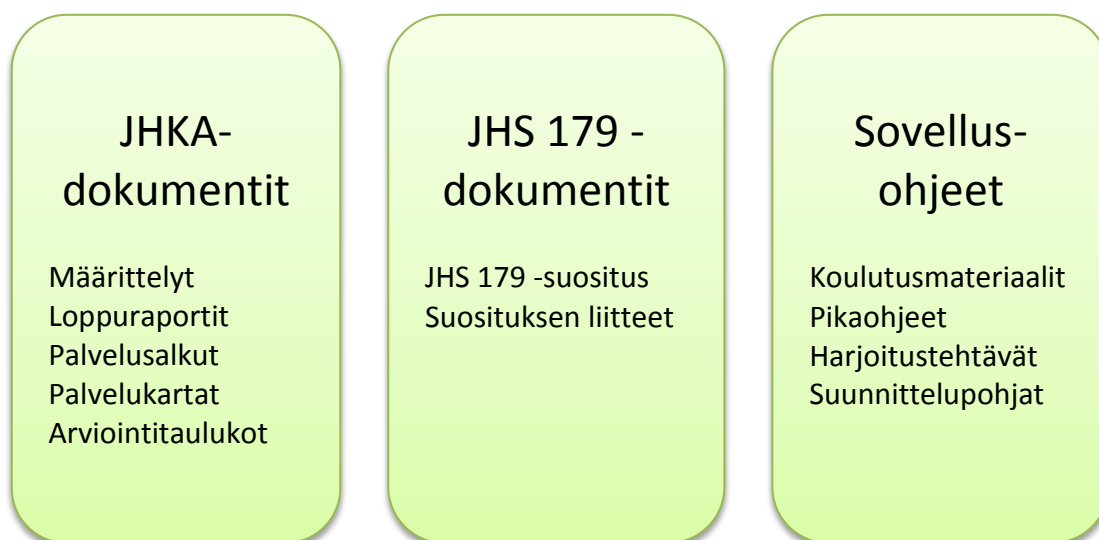 JHKA-
dokumentit
Määrittelyt
Loppuraportit
Palvelusalkut
Palvelukartat
Arviointitaulukot
JHS 179 -
dokumentit
JHS 179 -suositus
Suosituksen liitteet
Sovellus-
ohjeet
Koulutusmateriaalit
Pikaohjeet
Harjoitustehtävät
Suunnittelupohjat